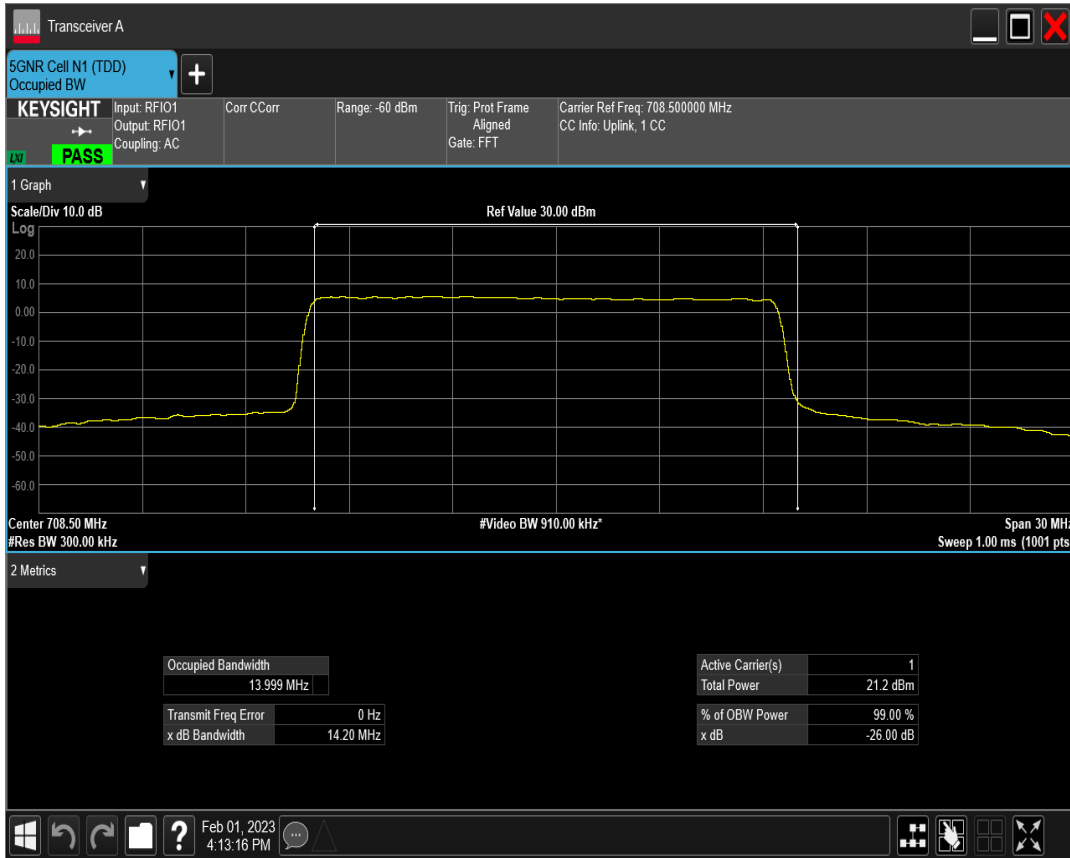 Transceiver A
5GNR Cell N1 (TDD)
Occupied BW
KEYSIGHT
LXI
PASS
Input: RFIO1
Output: RFIO1
Coupling: AC
Corr CCorr
Range: -60 dBm
Trig: Prot Frame
Aligned
Gate: FFT
Carrier Ref Freq: 708.500000 MHz
CC Info: Uplink, 1 CC
1 Graph
Scale/Div 10.0 dB
Ref Value 30.00 dBm
Log
20.0
10.0
0.00
-10.0
-20.0
-30.0
-40.0
-50.0
-60.0
Center 708.50 MHz
#Video BW 910.00 kHz*
Span 30 MHz
#Res BW 300.00 kHz
Sweep 1.00 ms (1001 pts
2 Metrics
Occupied Bandwidth
13.999 MHz
Transmit Freq Error 0 Hz
x dB Bandwidth 14.20 MHz
Active Carrier(s) 1
Total Power 21.2 dBm
% of OBW Power 99.00 %
x dB -26.00 dB
?
Feb 01, 2023
4:13:16 PM